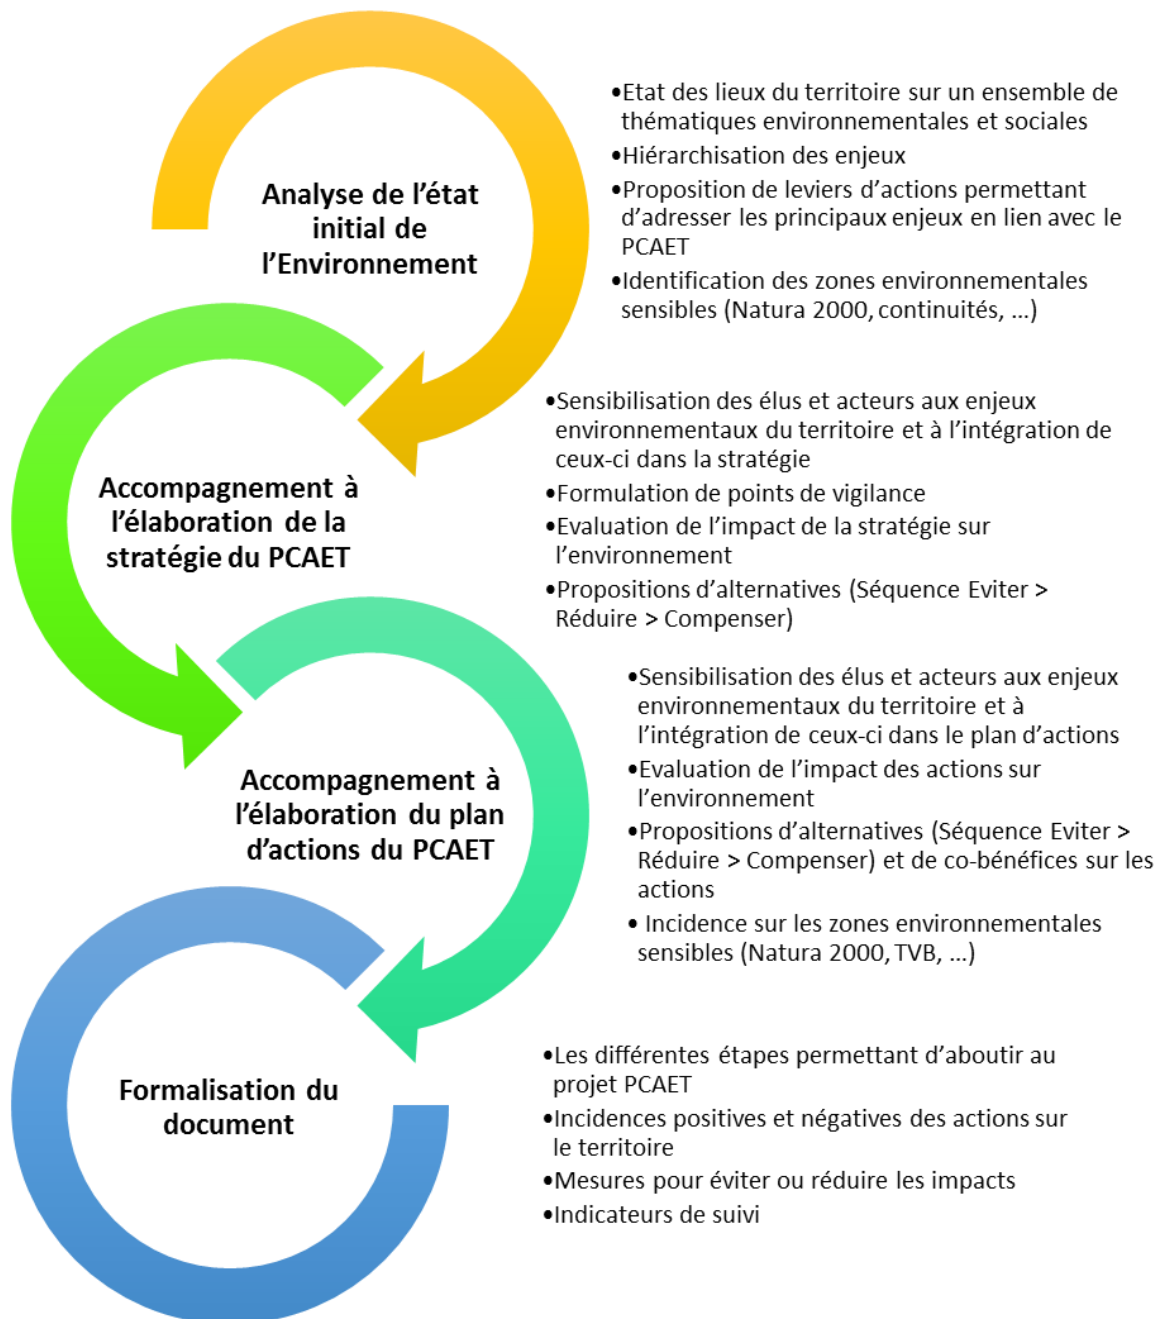 Analyse de l'état
initial de
l'Environnement
•Etat des lieux du territoire sur un ensemble de
thématiques environnementales et sociales
•Hiérarchisation des enjeux
•Proposition de leviers d'actions permettant
d'adresser les principaux enjeux en lien avec le
PCAET
•Identification des zones environnementales
sensibles (Natura 2000, continuités, ...)
Accompagnement à
l'élaboration de la
stratégie du PCAET
•Sensibilisation des élus et acteurs aux enjeux
environnementaux du territoire et à l'intégration de
ceux-ci dans la stratégie
•Formulation de points de vigilance
•Evaluation de l'impact de la stratégie sur
l'environnement
•Propositions d'alternatives (Séquence Eviter >
Réduire > Compenser)
Accompagnement à
l'élaboration du plan
d'actions du PCAET
•Sensibilisation des élus et acteurs aux enjeux
environnementaux du territoire et à
l'intégration de ceux-ci dans le plan d'actions
•Evaluation de l'impact des actions sur
l'environnement
•Propositions d'alternatives (Séquence Eviter >
Réduire > Compenser) et de co-bénéfices sur les
actions
• Incidence sur les zones environnementales
sensibles (Natura 2000, TVB, ...)
Formalisation du
document
•Les différentes étapes permettant d'aboutir au
projet PCAET
•Incidences positives et négatives des actions sur
le territoire
•Mesures pour éviter ou réduire les impacts
•Indicateurs de suivi